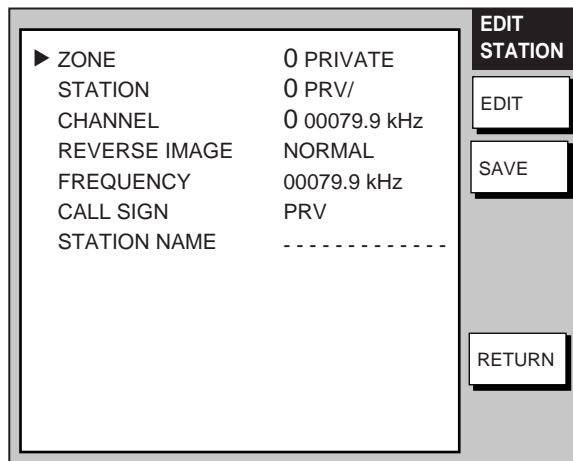 EDIT
STATION
▶ ZONE 0 PRIVATE
STATION 0 PRV/
CHANNEL 0 00079.9 kHz
REVERSE IMAGE NORMAL
FREQUENCY 00079.9 kHz
CALL SIGN PRV
STATION NAME - - - - - - - - - - - - -
EDIT
SAVE
RETURN